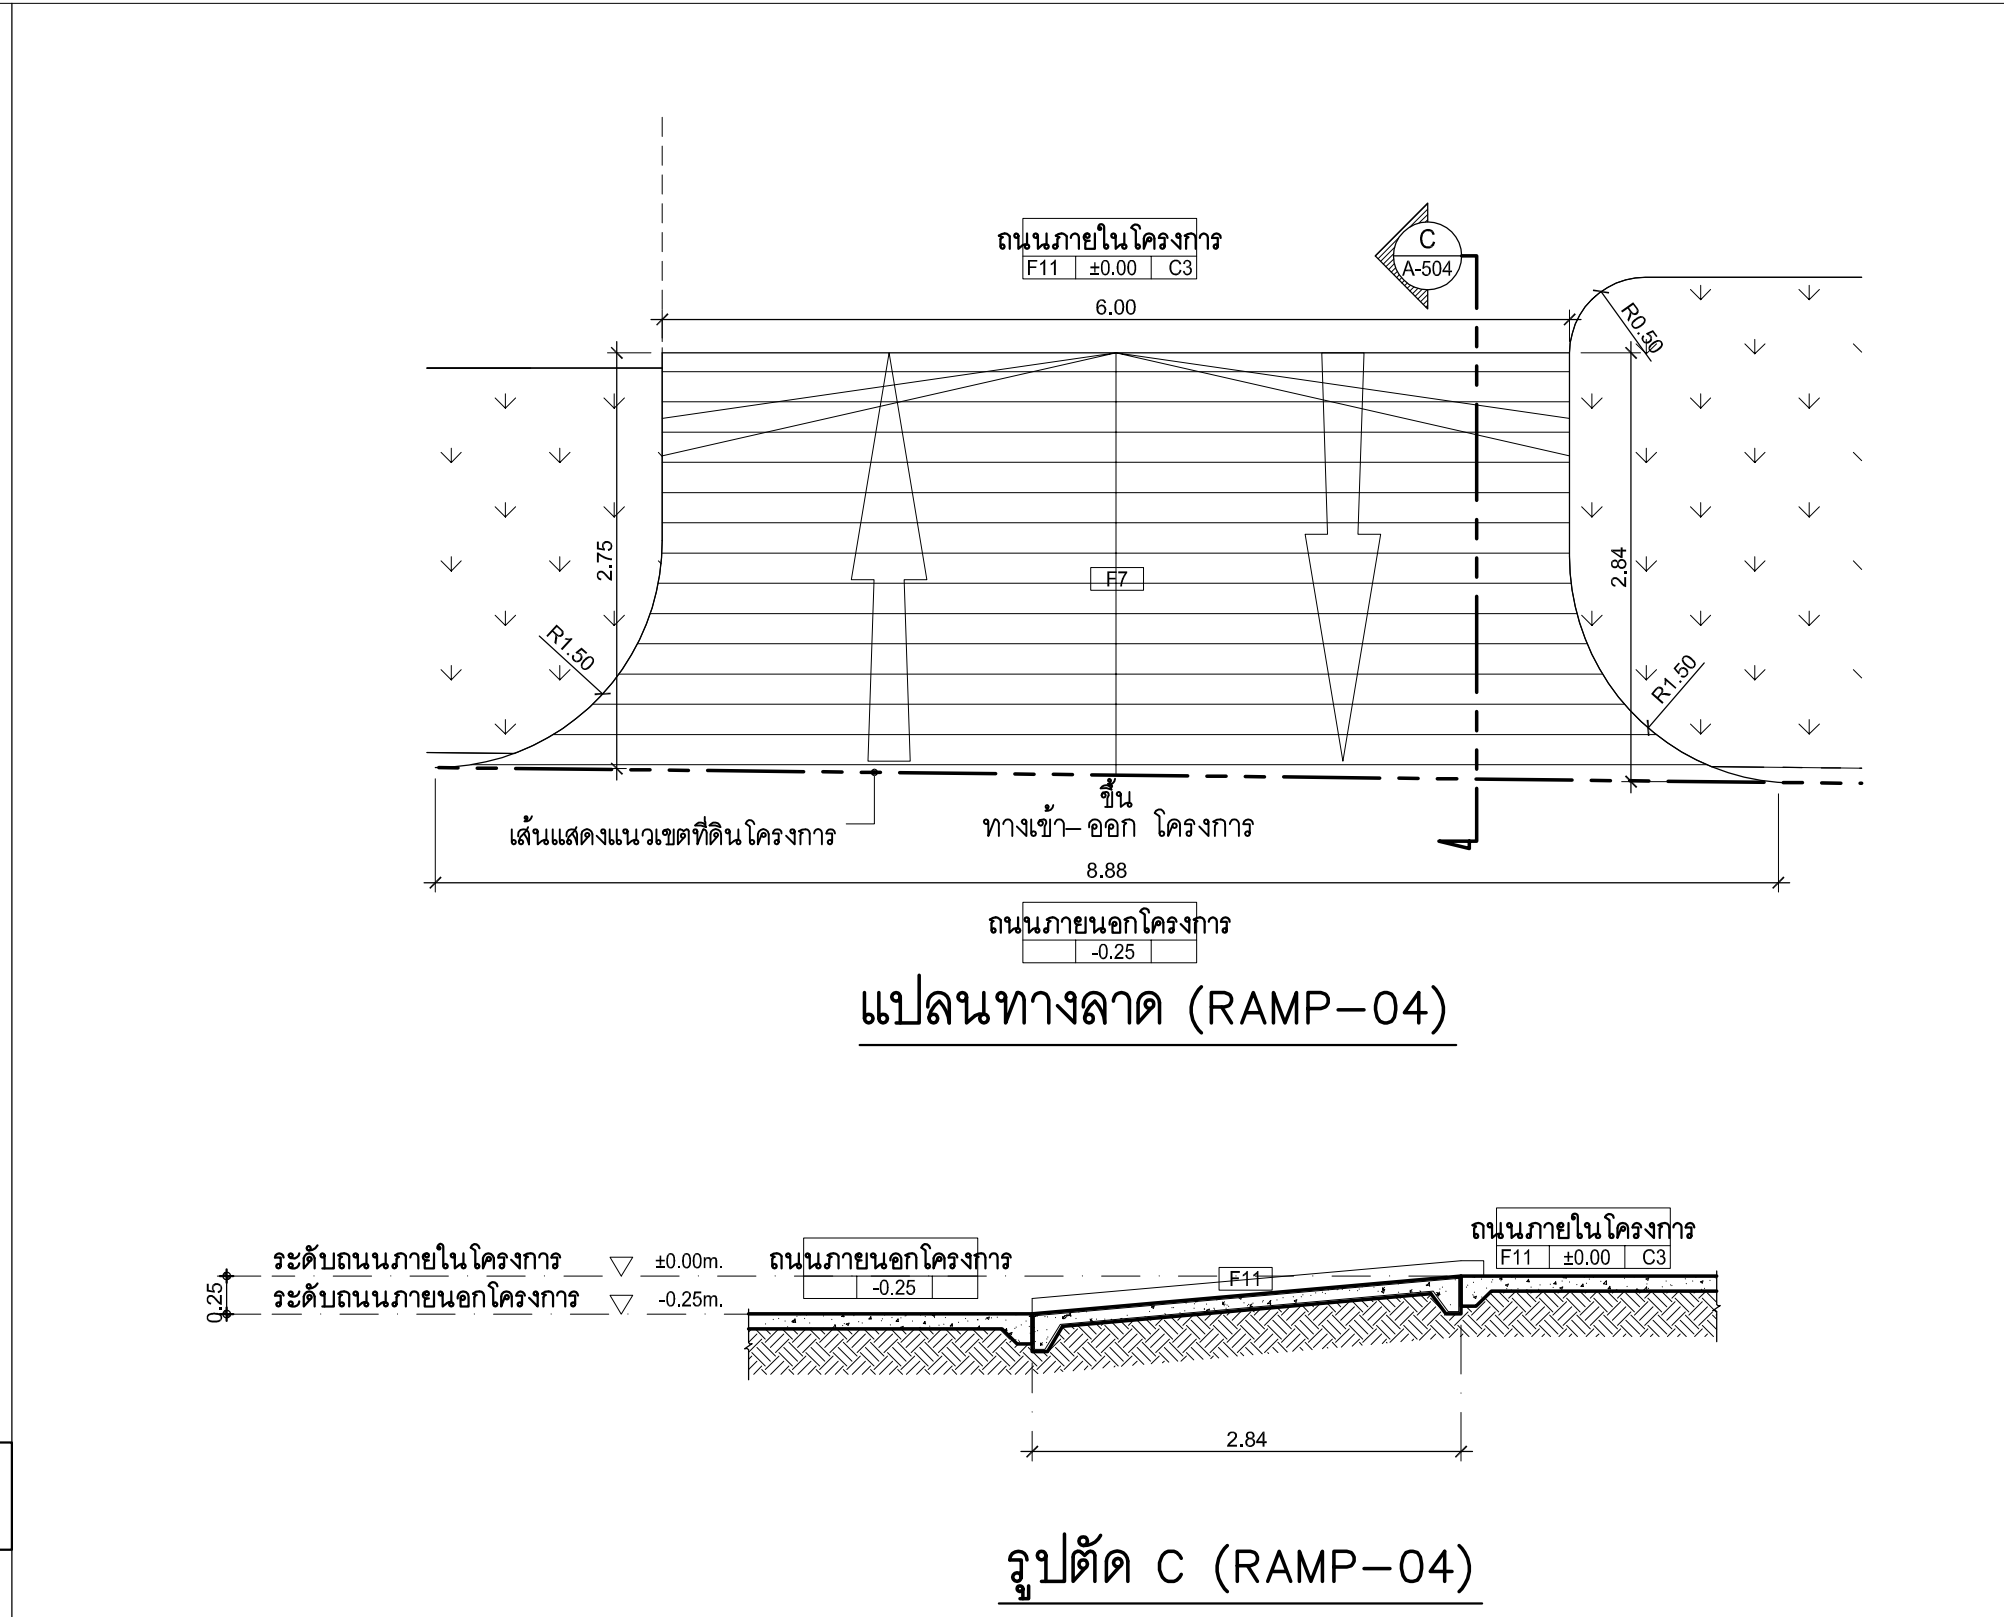 ถนนภายในโครงการ
F11 ±0.00 C3
C
A-504
6.00
R0.50
2.75
2.84
F7
R1.50
R1.50
ขึ้น
ทางเข้า-ออก โครงการ
เส้นแสดงแนวเขตที่ดินโครงการ
8.88
ถนนภายนอกโครงการ
-0.25
แปลนทางลาด (RAMP-04)
ถนนภายในโครงการ
F11 ±0.00 C3
ระดับถนนภายในโครงการ ±0.00m.
ถนนภายนอกโครงการ
-0.25
F11
0.25
ระดับถนนภายนอกโครงการ -0.25m.
2.84
รูปตัด C (RAMP-04)